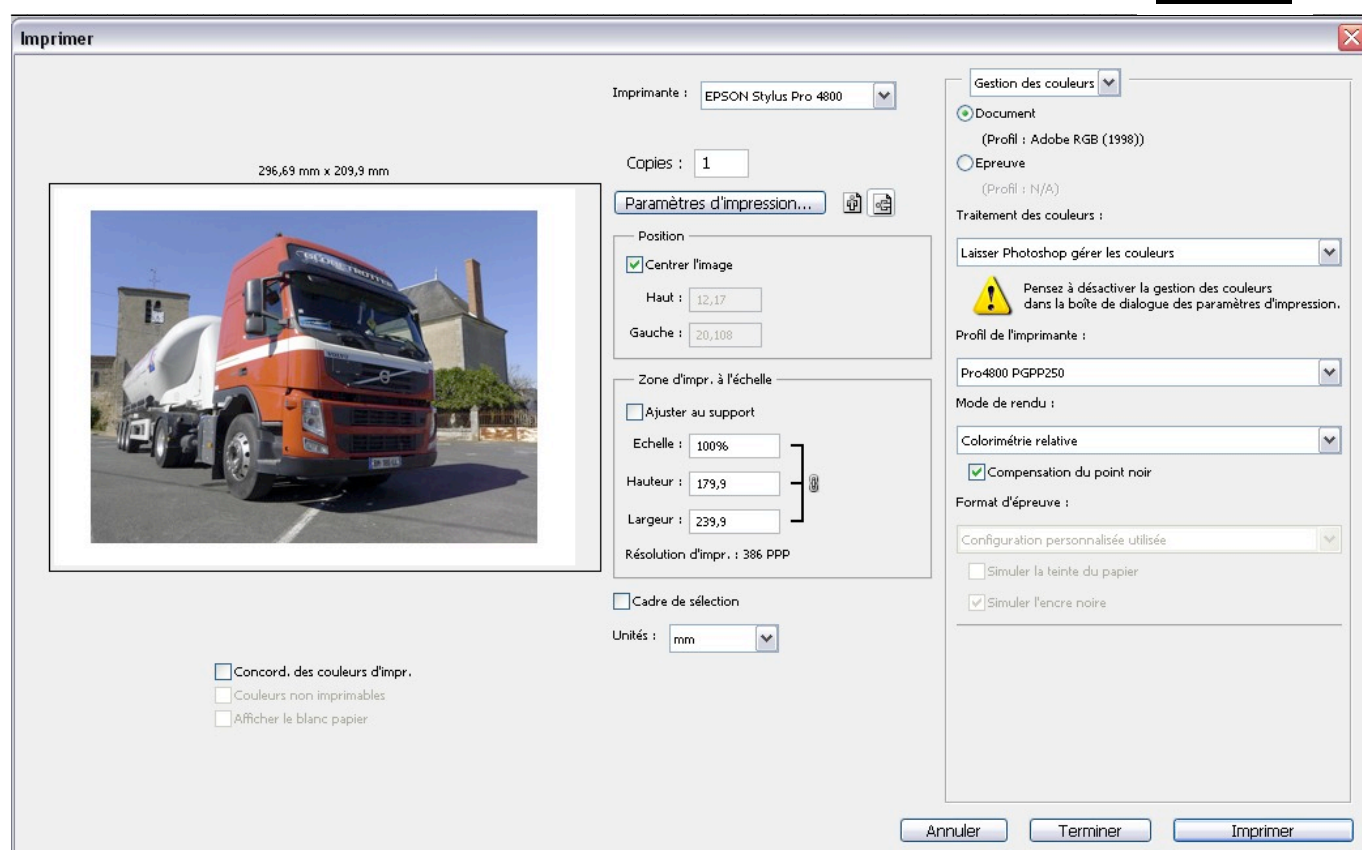 Imprimer
296,69 mm x 209,9 mm
GLOBETROTTER
VOLVO
Concord. des couleurs d'impr.
Couleurs non imprimables
Afficher le blanc papier
Imprimante : EPSON Stylus Pro 4800
Copies : 1
Paramètres d'impression...
Position
Centrer l'image
Haut : 12,17
Gauche : 20,108
Zone d'impr. à l'échelle
Ajuster au support
Echelle : 100%
Hauteur : 179,9
Largeur : 239,9
Résolution d'impr. : 386 PPP
Cadre de sélection
Unités : mm
Gestion des couleurs
Document
(Profil : Adobe RGB (1998))
Epreuve
(Profil : N/A)
Traitement des couleurs :
Laisser Photoshop gérer les couleurs
Pensez à désactiver la gestion des couleurs
dans la boîte de dialogue des paramètres d'impression.
Profil de l'imprimante :
Pro4800 PGPP250
Mode de rendu :
Colorimétrie relative
Compensation du point noir
Format d'épreuve :
Configuration personnalisée utilisée
Simuler la teinte du papier
Simuler l'encre noire
Annuler
Terminer
Imprimer